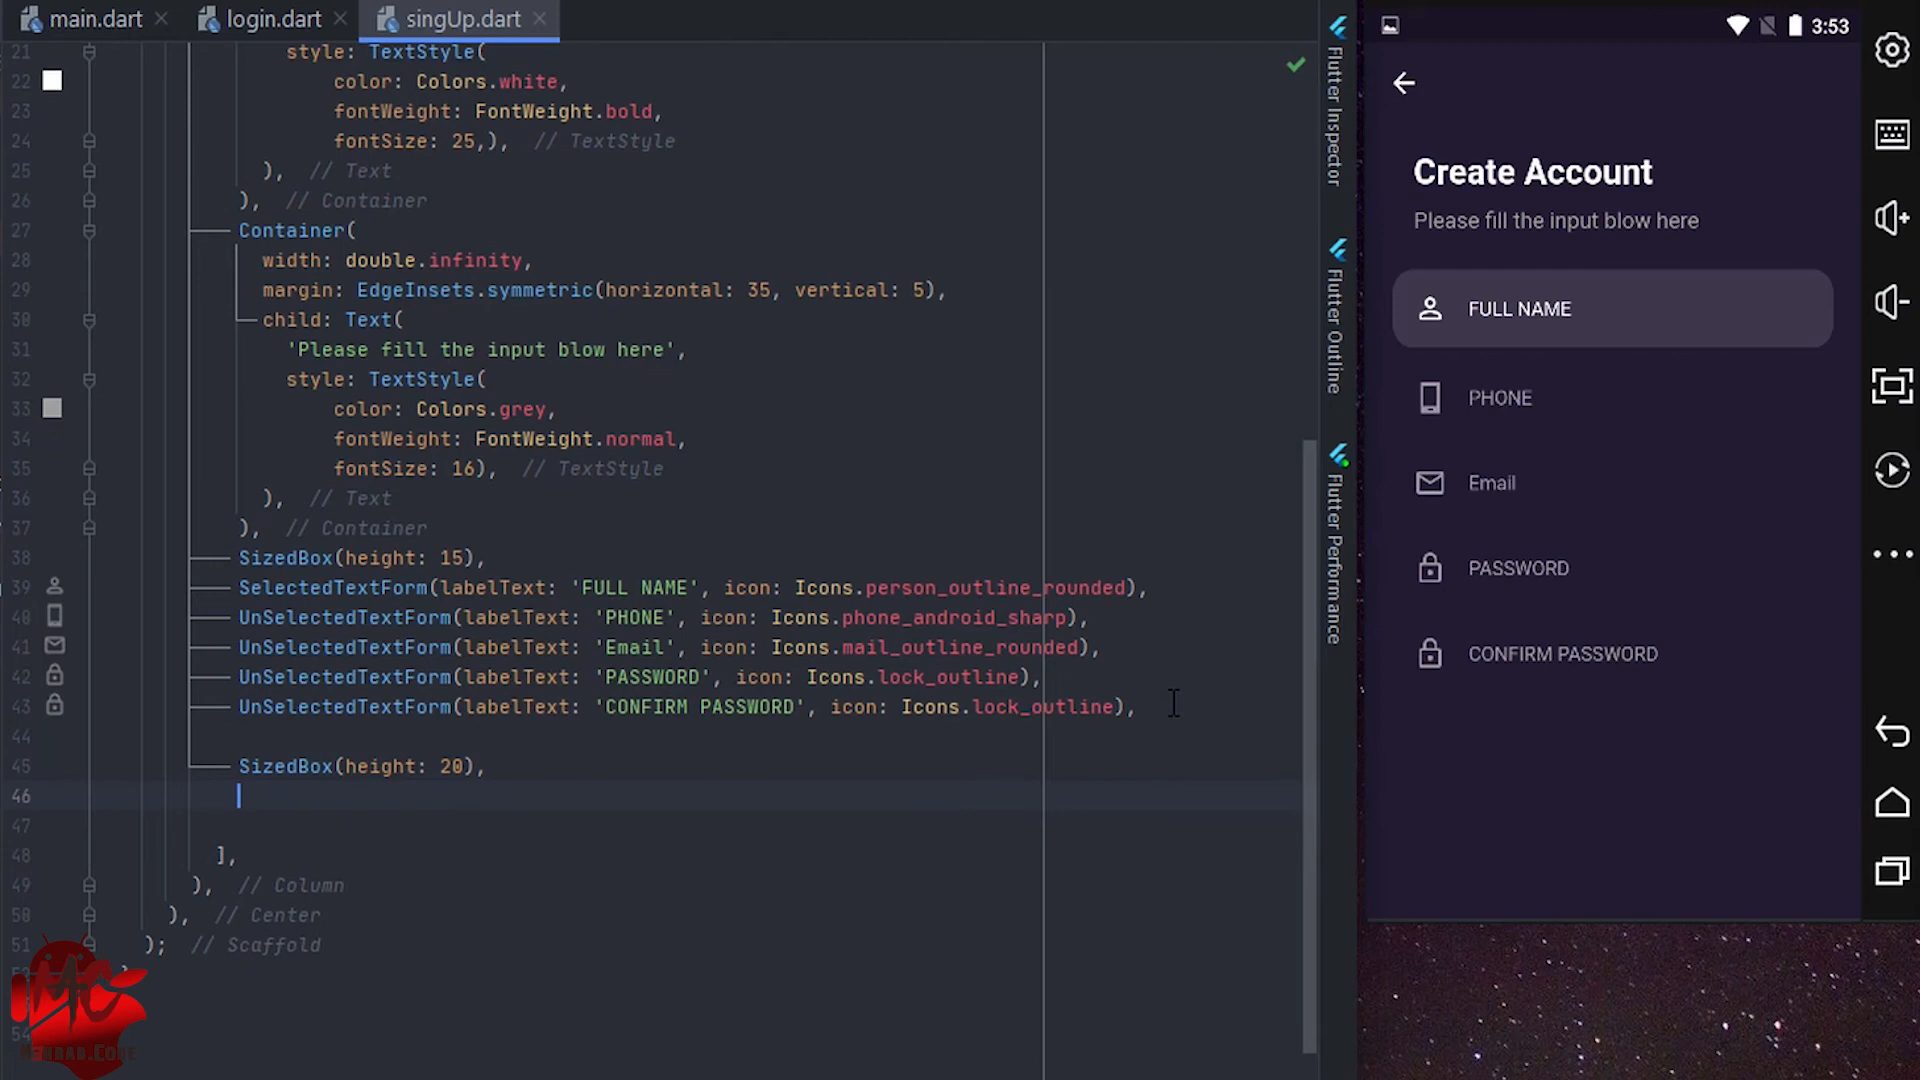 main.dart
login.dart
singUp.dart
21 style: TextStyle(
22 color: Colors.white,
23 fontWeight: FontWeight.bold,
24 fontSize: 25,), // TextStyle
25 ), // Text
26 ), // Container
27 Container(
28 width: double.infinity,
29 margin: EdgeInsets.symmetric(horizontal: 35, vertical: 5),
30 child: Text(
31 'Please fill the input blow here',
32 style: TextStyle(
33 color: Colors.grey,
34 fontWeight: FontWeight.normal,
35 fontSize: 16), // TextStyle
36 ), // Text
37 ), // Container
38 SizedBox(height: 15),
39 SelectedTextForm(labelText: 'FULL NAME', icon: Icons.person_outline_rounded),
40 UnSelectedTextForm(labelText: 'PHONE', icon: Icons.phone_android_sharp),
41 UnSelectedTextForm(labelText: 'Email', icon: Icons.mail_outline_rounded),
42 UnSelectedTextForm(labelText: 'PASSWORD', icon: Icons.lock_outline),
43 UnSelectedTextForm(labelText: 'CONFIRM PASSWORD', icon: Icons.lock_outline),
44
45 SizedBox(height: 20),
46
47
48 ],
49 ), // Column
50 ), // Center
51 ); // Scaffold
54
Flutter Inspector
Flutter Outline
Flutter Performance
3:53
Create Account
Please fill the input blow here
FULL NAME
PHONE
Email
PASSWORD
CONFIRM PASSWORD